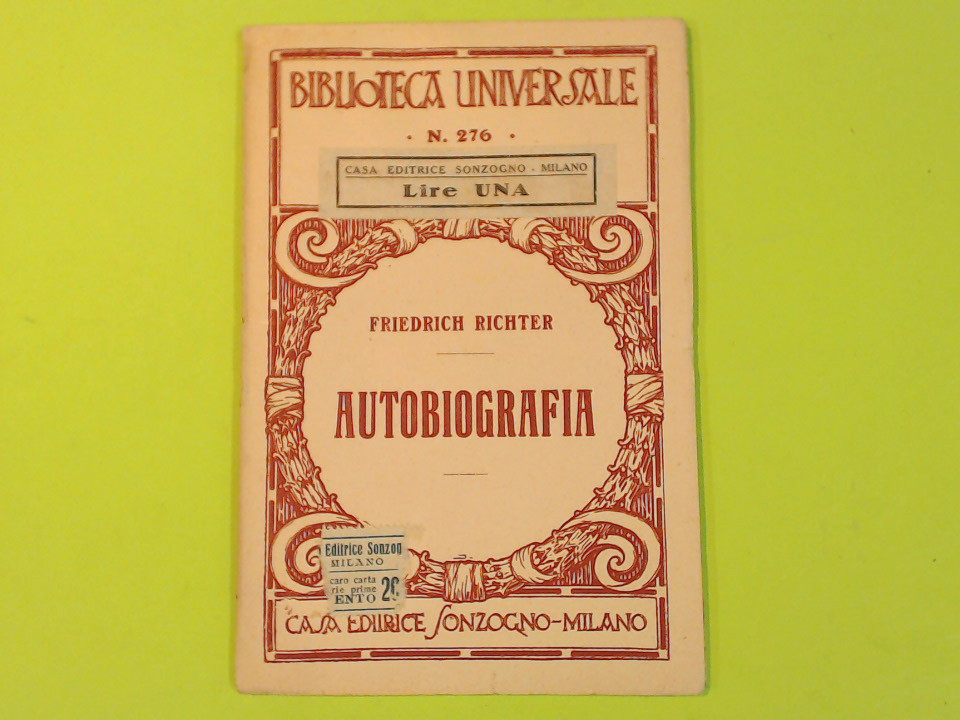 BIBLIOTECA UNIVERSALE
· N. 276 ·
CASA EDITRICE SONZOGNO - MILANO
Lire UNA
FRIEDRICH RICHTER
AUTOBIOGRAFIA
Editrice Sonzog
MILANO
caro carta
rie prime
ENTO 20
CASA EDITRICE SONZOGNO-MILANO